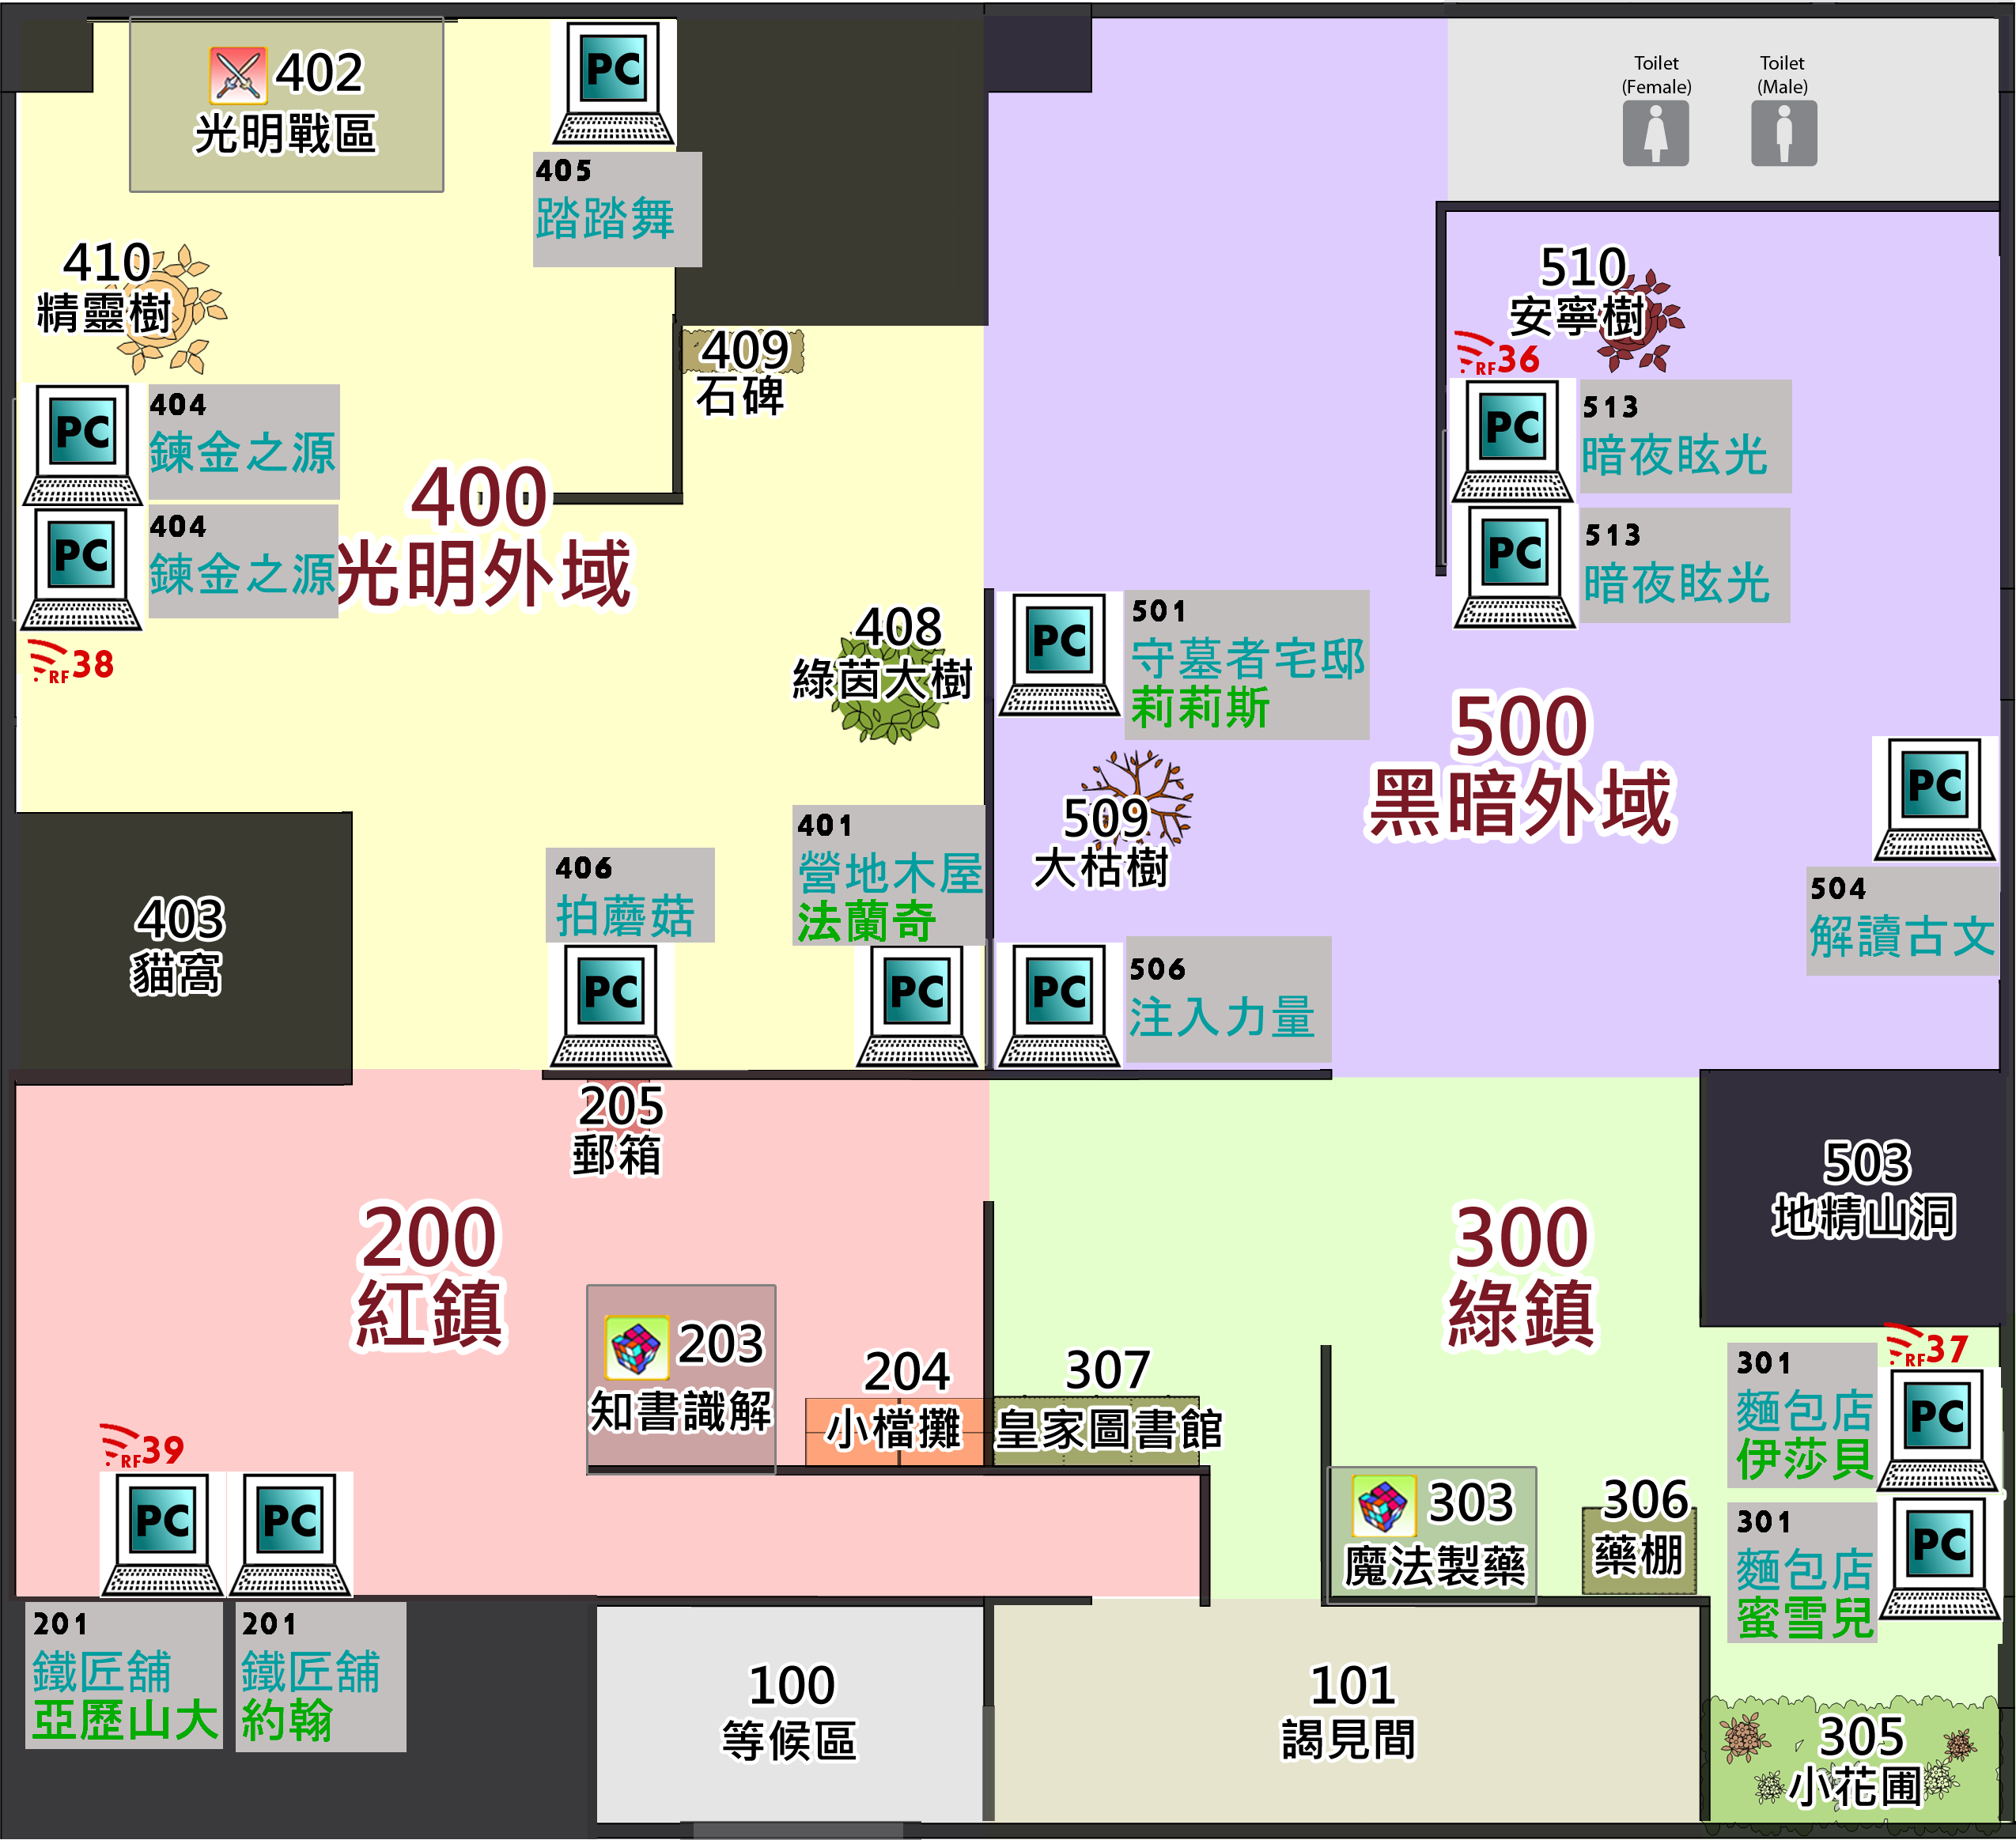 402
光明戰區
PC
405
踏踏舞
Toilet
(Female)
Toilet
(Male)
410
精靈樹
409
石碑
510
安寧樹
RF36
PC
404
鍊金之源
PC
404
鍊金之源
RF38
400
光明外域
PC
513
暗夜眩光
PC
513
暗夜眩光
408
綠茵大樹
PC
501
守墓者宅邸
莉莉斯
500
黑暗外域
509
大枯樹
PC
504
解讀古文
403
貓窩
406
拍蘑菇
PC
401
營地木屋
法蘭奇
PC
PC
506
注入力量
205
郵箱
503
地精山洞
200
紅鎮
300
綠鎮
203
知書識解
204
小檔攤
307
皇家圖書館
RF37
301
麵包店
伊莎貝
PC
RF39
PC
PC
303
魔法製藥
306
藥棚
301
麵包店
蜜雪兒
PC
201
鐵匠舖
亞歷山大
201
鐵匠舖
約翰
100
等候區
101
謁見間
305
小花圃